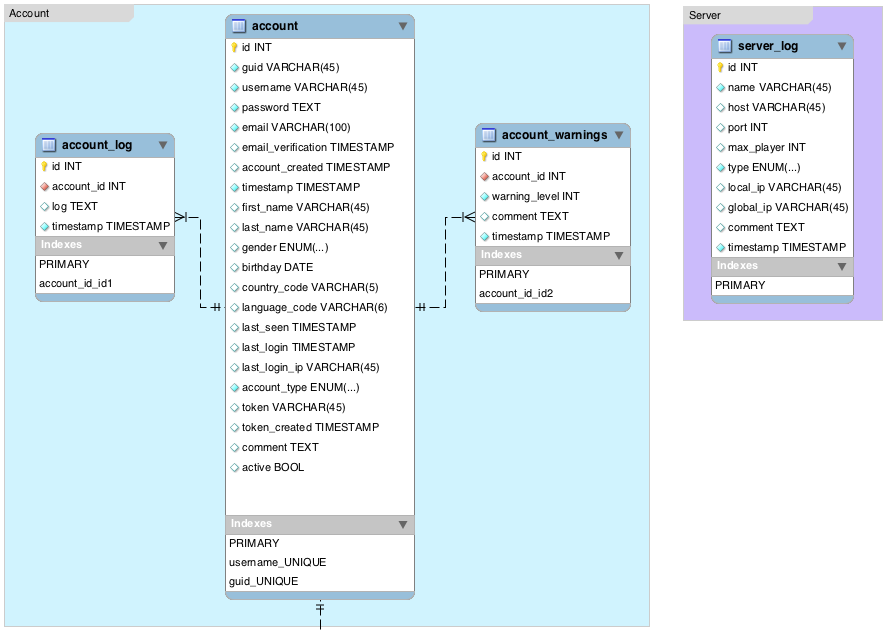 Account
account
id INT
guid VARCHAR(45)
username VARCHAR(45)
password TEXT
email VARCHAR(100)
email_verification TIMESTAMP
account_created TIMESTAMP
timestamp TIMESTAMP
first_name VARCHAR(45)
last_name VARCHAR(45)
gender ENUM(...)
birthday DATE
country_code VARCHAR(5)
language_code VARCHAR(6)
last_seen TIMESTAMP
last_login TIMESTAMP
last_login_ip VARCHAR(45)
account_type ENUM(...)
token VARCHAR(45)
token_created TIMESTAMP
comment TEXT
active BOOL
Indexes
PRIMARY
username_UNIQUE
guid_UNIQUE
account_log
id INT
account_id INT
log TEXT
timestamp TIMESTAMP
Indexes
PRIMARY
account_id_id1
account_warnings
id INT
account_id INT
warning_level INT
comment TEXT
timestamp TIMESTAMP
Indexes
PRIMARY
account_id_id2
Server
server_log
id INT
name VARCHAR(45)
host VARCHAR(45)
port INT
max_player INT
type ENUM(...)
local_ip VARCHAR(45)
global_ip VARCHAR(45)
comment TEXT
timestamp TIMESTAMP
Indexes
PRIMARY